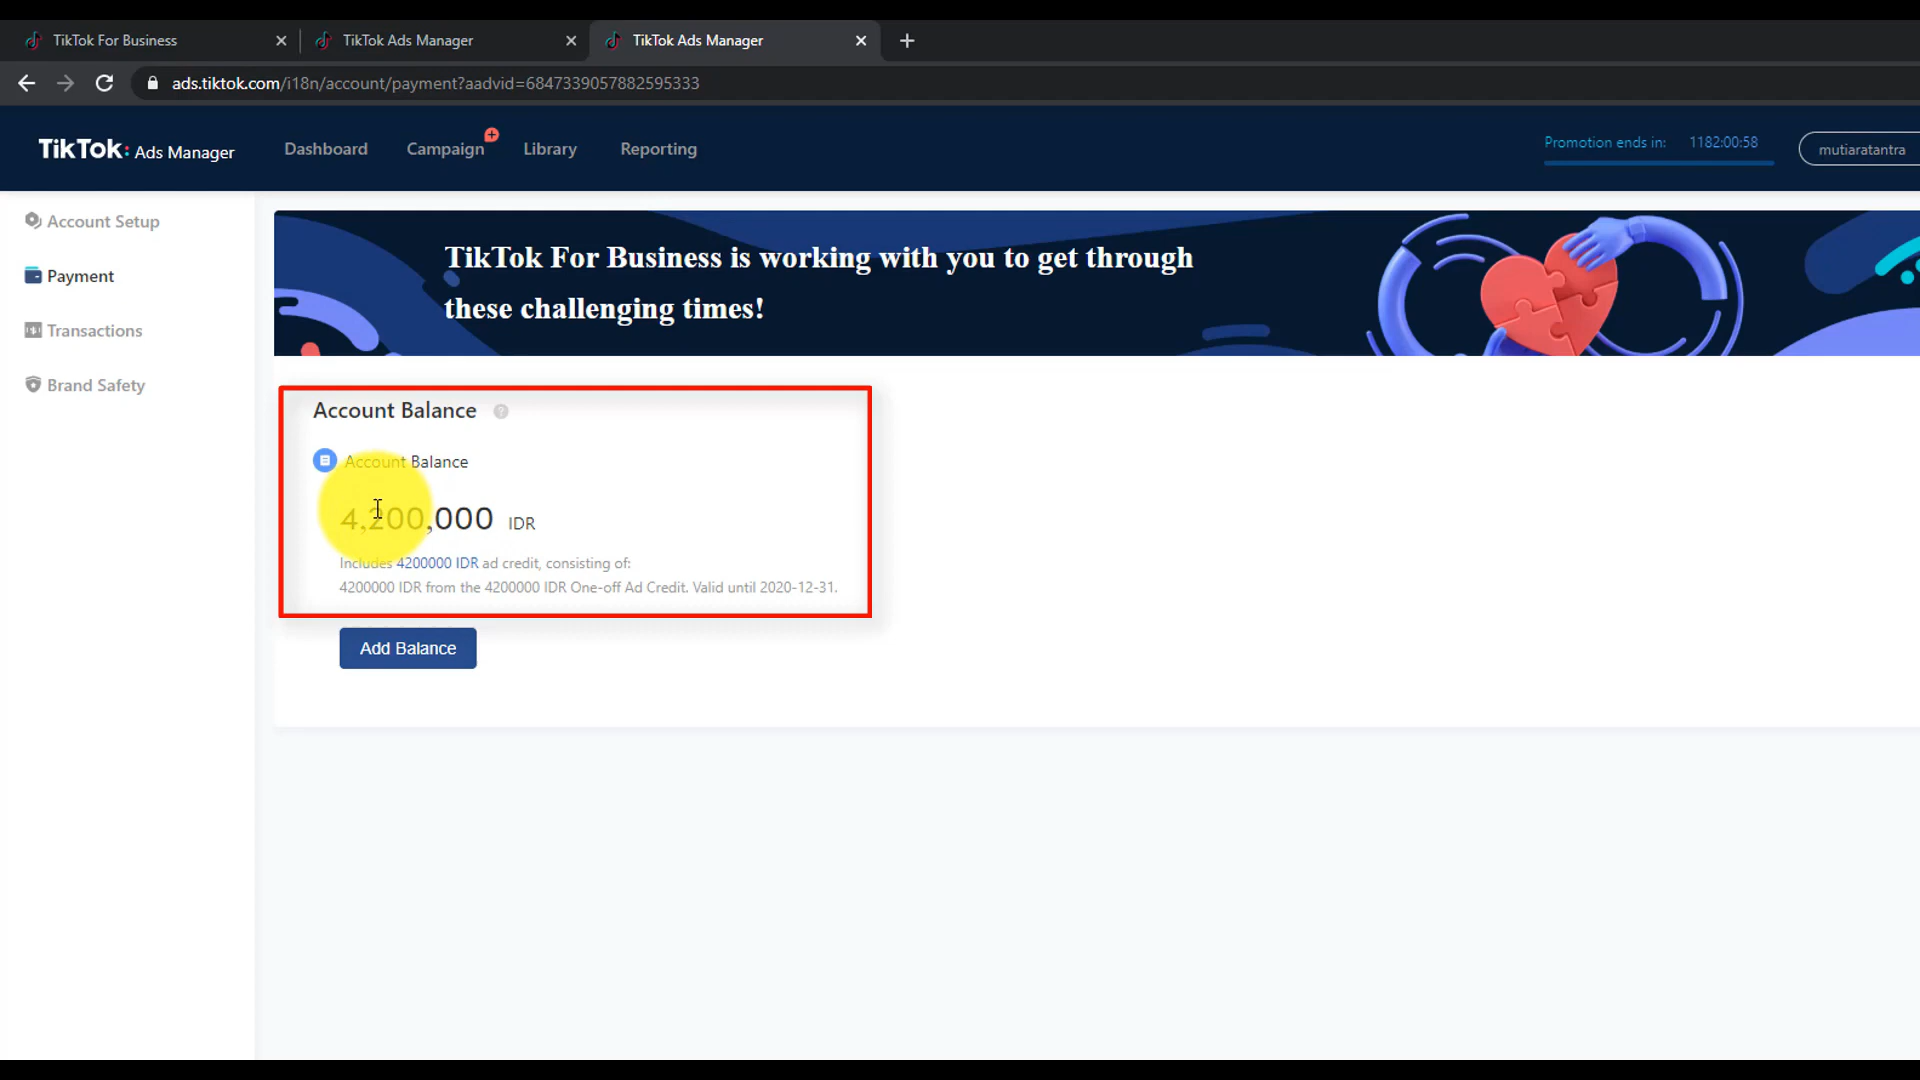 TikTok For Business
TikTok Ads Manager
TikTok Ads Manager
ads.tiktok.com/i18n/account/payment?aadvid=6847339057882595333
TikTok: Ads Manager
Dashboard
Campaign
Library
Reporting
Promotion ends in: 1182:00:58
mutiaratantra
Account Setup
Payment
Transactions
Brand Safety
TikTok For Business is working with you to get through
these challenging times!
Account Balance ?
Account Balance
4,200,000 IDR
Includes 4200000 IDR ad credit, consisting of:
4200000 IDR from the 4200000 IDR One-off Ad Credit. Valid until 2020-12-31.
Add Balance